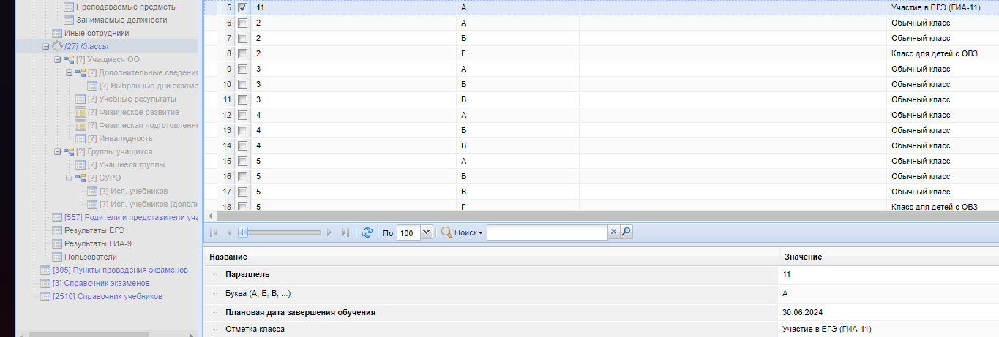 Преподаваемые предметы
Занимаемые должности
Иные сотрудники
[27] Классы
[?] Учащиеся ОО
[?] Дополнительные сведения
[?] Выбранные дни экзаме
[?] Учебные результаты
[?] Физическое развитие
[?] Физическая подготовленно
[?] Инвалидность
[?] Группы учащихся
[?] Учащиеся группы
[?] СУРО
[?] Исп. учебников
[?] Исп. учебников (дополн
[557] Родители и представители уча
Результаты ЕГЭ
Результаты ГИА-9
Пользователи
[305] Пункты проведения экзаменов
[3] Справочник экзаменов
[2510] Справочник учебников
5 11 А Участие в ЕГЭ (ГИА-11)
6 2 А Обычный класс
7 2 Б Обычный класс
8 2 Г Класс для детей с ОВЗ
9 3 А Обычный класс
10 3 Б Обычный класс
11 3 В Обычный класс
12 4 А Обычный класс
13 4 Б Обычный класс
14 4 В Обычный класс
15 5 А Обычный класс
16 5 Б Обычный класс
17 5 В Обычный класс
18 5 Г Класс для детей с ОВЗ
По: 100 Поиск
Название Значение
Параллель 11
Буква (А, Б, В, ...) А
Плановая дата завершения обучения 30.06.2024
Отметка класса Участие в ЕГЭ (ГИА-11)